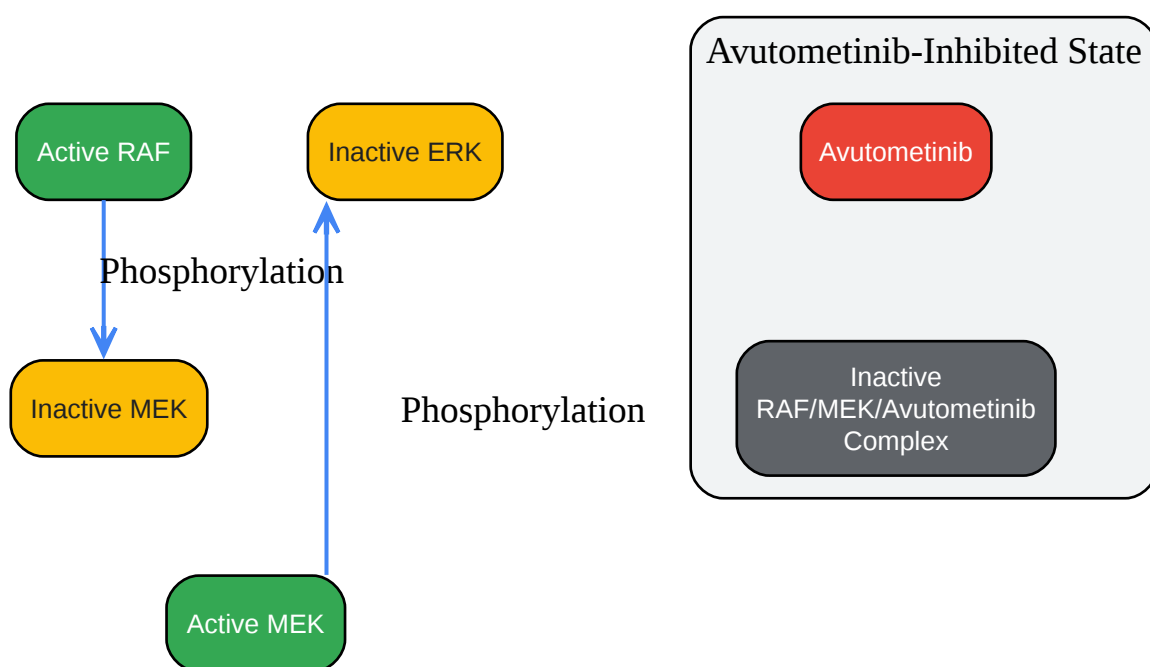 Avutometinib-Inhibited State
Active RAF
Inactive ERK
Avutometinib
Phosphorylation
Inactive MEK
Phosphorylation
Inactive
RAF/MEK/Avutometinib
Complex
Active MEK